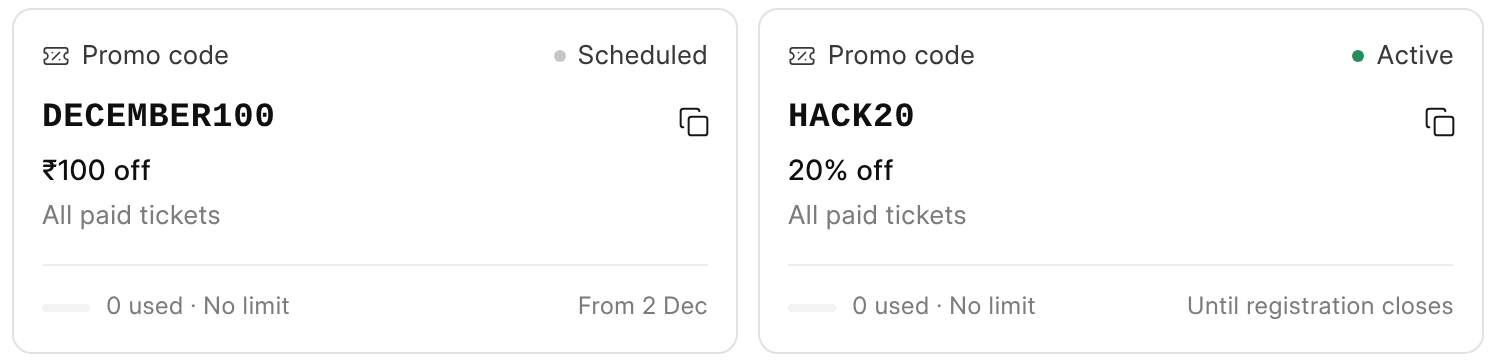 Promo code
Scheduled
DECEMBER100
₹100 off
All paid tickets
0 used · No limit
From 2 Dec
Promo code
Active
HACK20
20% off
All paid tickets
0 used · No limit
Until registration closes